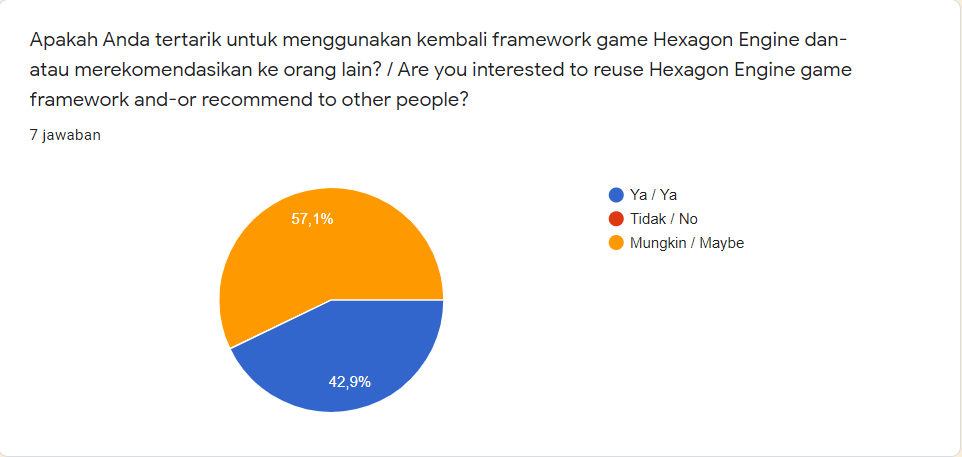 Apakah Anda tertarik untuk menggunakan kembali framework game Hexagon Engine dan-
atau merekomendasikan ke orang lain? / Are you interested to reuse Hexagon Engine game
framework and-or recommend to other people?
7 jawaban
Ya / Ya
Tidak / No
Mungkin / Maybe
57,1%
42,9%